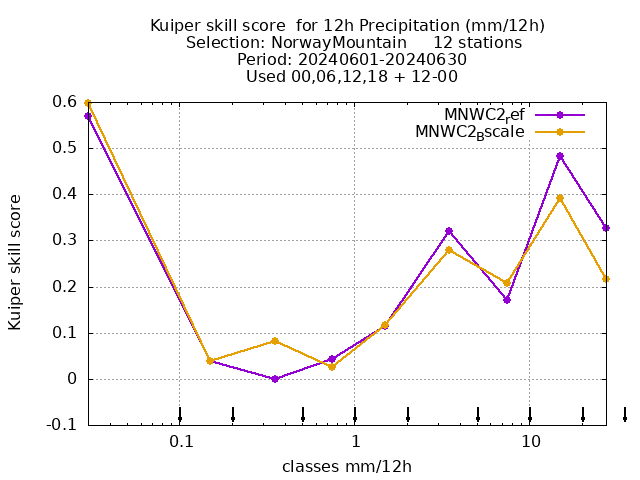 Kuiper skill score  for 12h Precipitation (mm/12h)
Selection: NorwayMountain     12 stations
Period: 20240601-20240630
Used 00,06,12,18 + 12-00
MNWC2ref
MNWC2Bscale
0.6
0.5
0.4
0.3
0.2
0.1
0
-0.1
Kuiper skill score
0.1 1 10
classes mm/12h